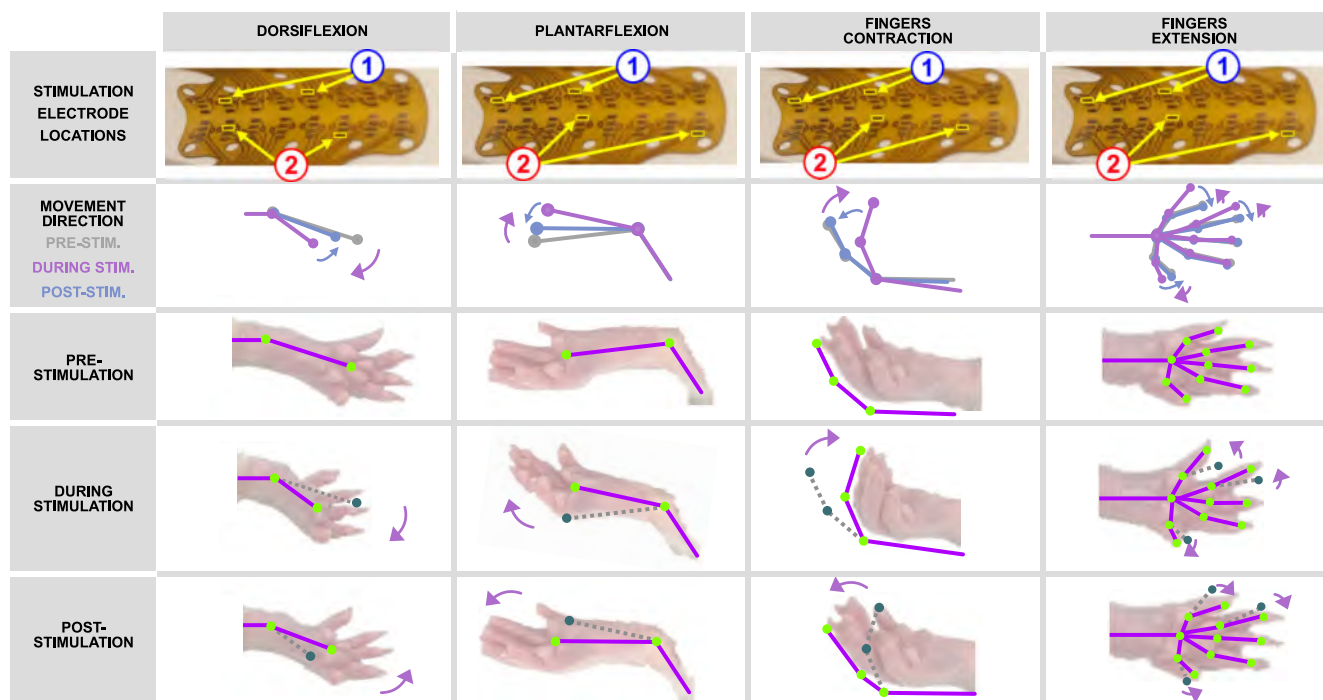 DORSIFLEXION
PLANTARFLEXION
FINGERS
CONTRACTION
FINGERS
EXTENSION
STIMULATION
ELECTRODE
LOCATIONS
1
2
1
2
1
2
1
2
MOVEMENT
DIRECTION
PRE-STIM.
DURING STIM.
POST-STIM.
PRE-
STIMULATION
DURING
STIMULATION
POST-
STIMULATION